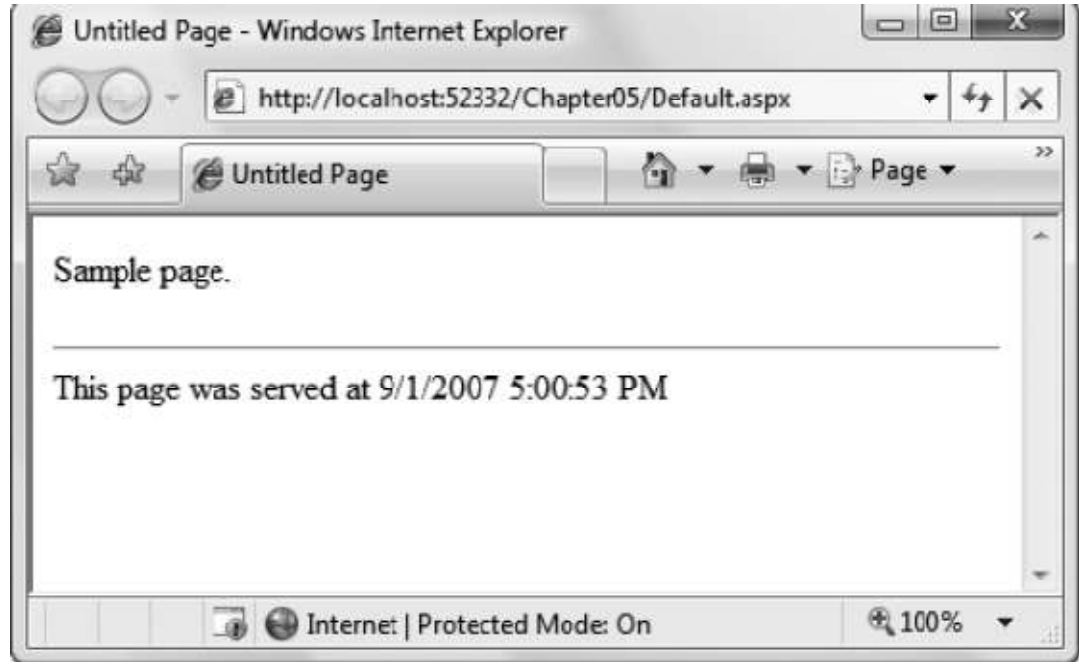 Untitled Page - Windows Internet Explorer
http://localhost:52332/Chapter05/Default.aspx
Untitled Page
Page
Sample page.
This page was served at 9/1/2007 5:00:53 PM
Internet | Protected Mode: On
100%